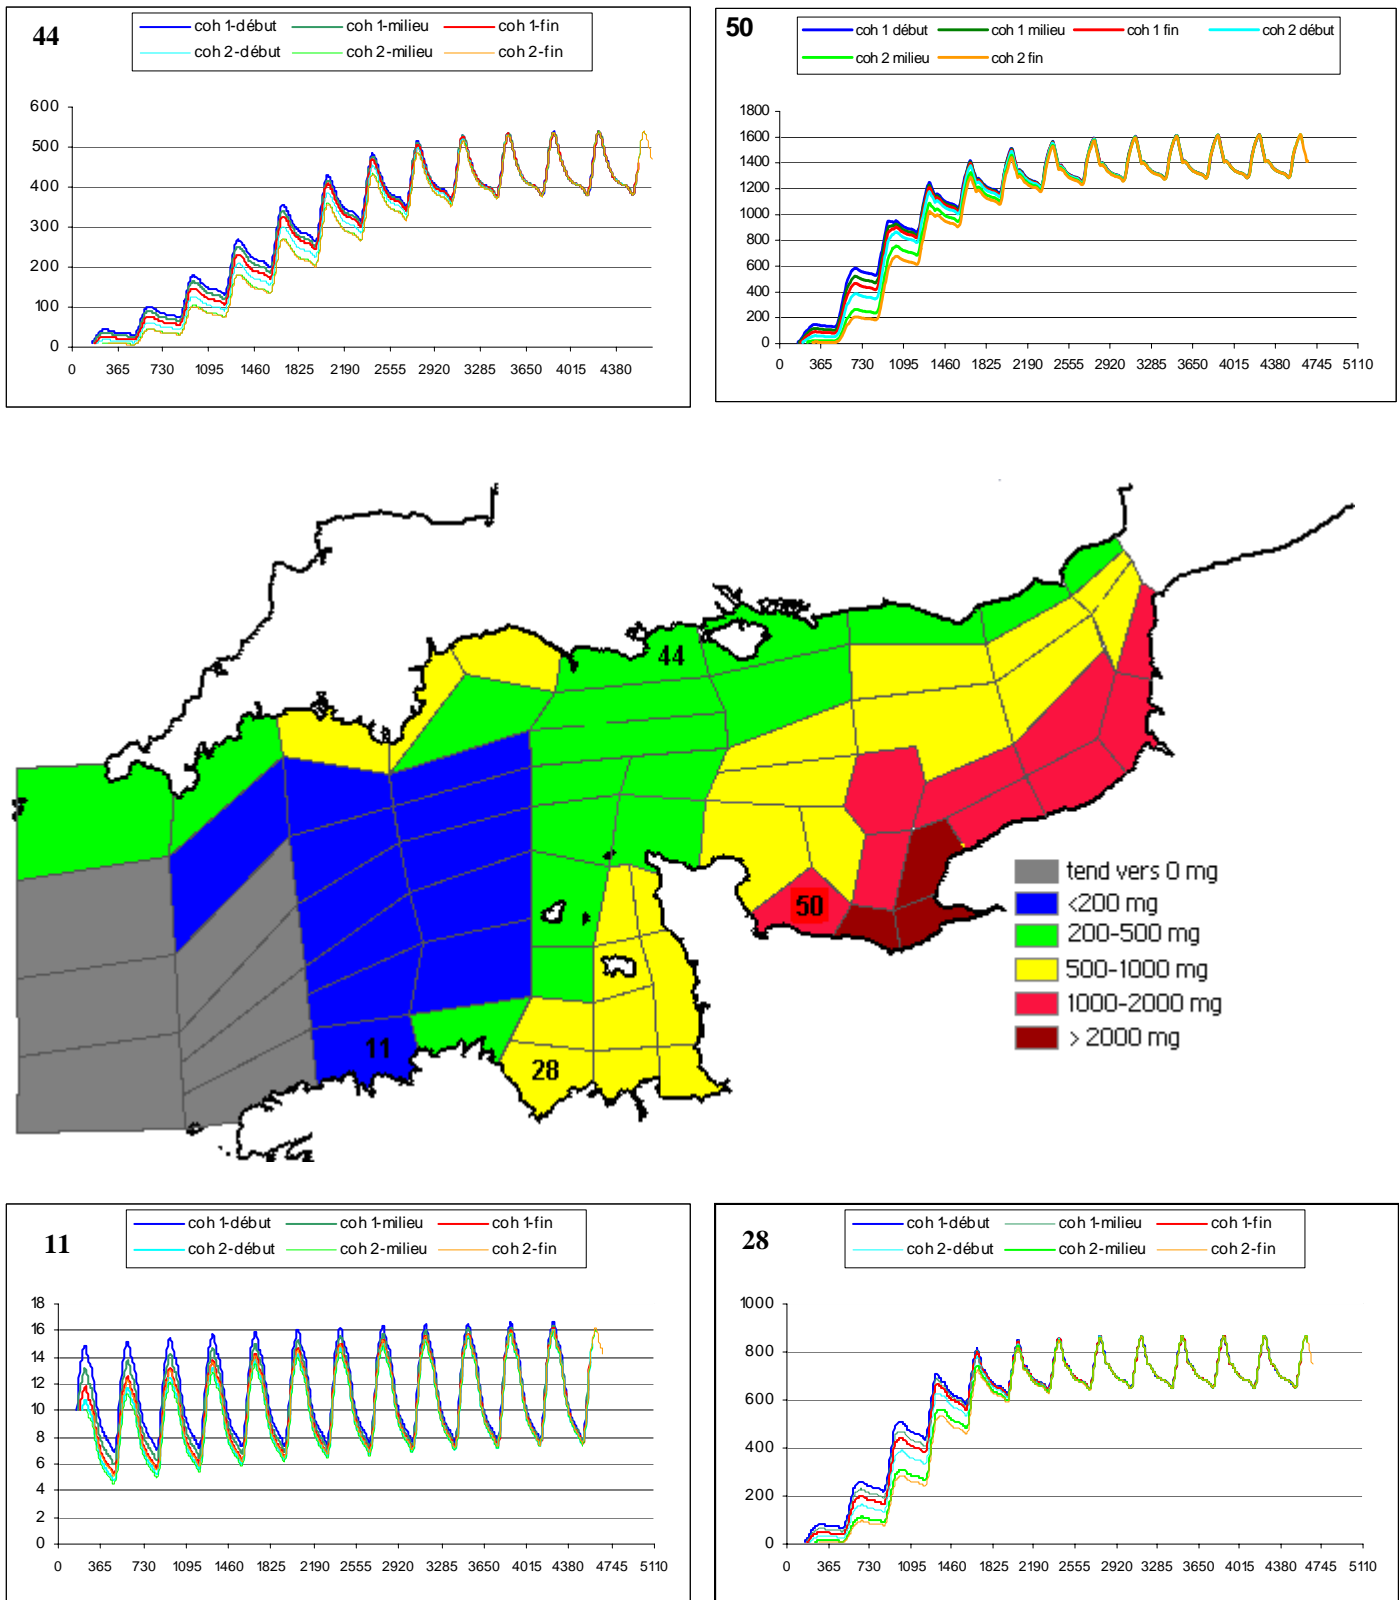 44
coh 1-début coh 1-milieu coh 1-fin
coh 2-début coh 2-milieu coh 2-fin
600
500
400
300
200
100
0
0 365 730 1095 1460 1825 2190 2555 2920 3285 3650 4015 4380
50
coh 1 début coh 1 milieu coh 1 fin coh 2 début
coh 2 milieu coh 2 fin
1800
1600
1400
1200
1000
800
600
400
200
0
0 365 730 1095 1460 1825 2190 2555 2920 3285 3650 4015 4380 4745 5110
44
50
11
28
tend vers 0 mg
<200 mg
200-500 mg
500-1000 mg
1000-2000 mg
> 2000 mg
11
coh 1-début coh 1-milieu coh 1-fin
coh 2-début coh 2-milieu coh 2-fin
18
16
14
12
10
8
6
4
2
0
0 365 730 1095 1460 1825 2190 2555 2920 3285 3650 4015 4380 4745 5110
28
coh 1-début coh 1-milieu coh 1-fin
coh 2-début coh 2-milieu coh 2-fin
1000
800
600
400
200
0
0 365 730 1095 1460 1825 2190 2555 2920 3285 3650 4015 4380 4745 5110